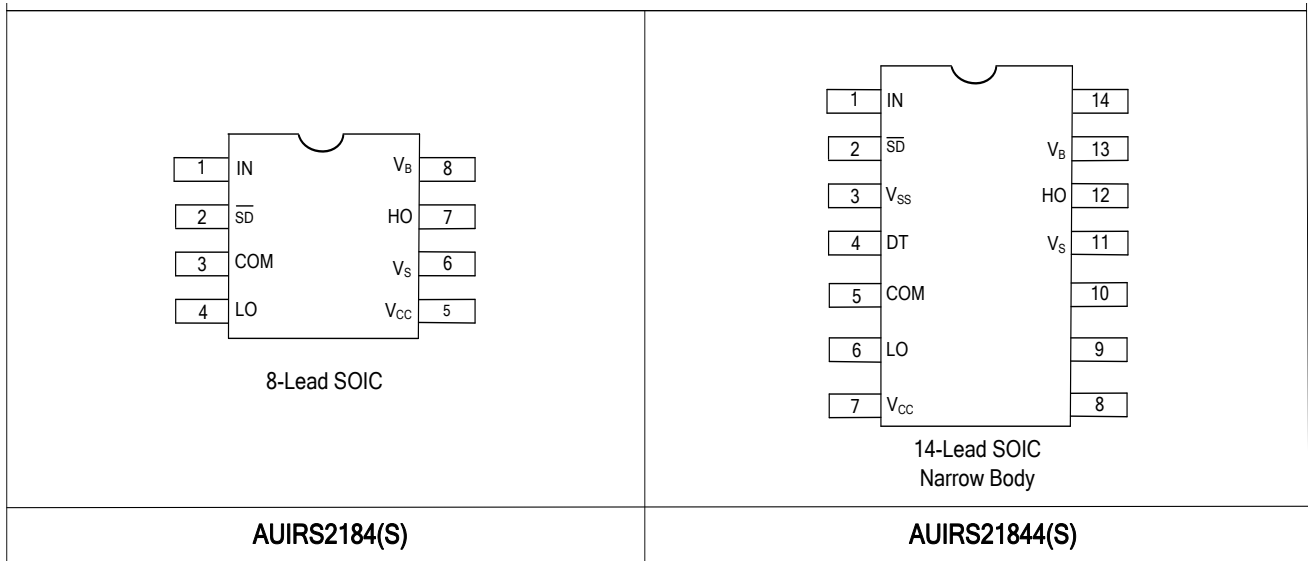 1 IN V_B 8
2 S̅D̅ HO 7
3 COM V_S 6
4 LO V_CC 5
8-Lead SOIC
AUIRS2184(S)
1 IN 14
2 S̅D̅ V_B 13
3 V_SS HO 12
4 DT V_S 11
5 COM 10
6 LO 9
7 V_CC 8
14-Lead SOIC
Narrow Body
AUIRS21844(S)